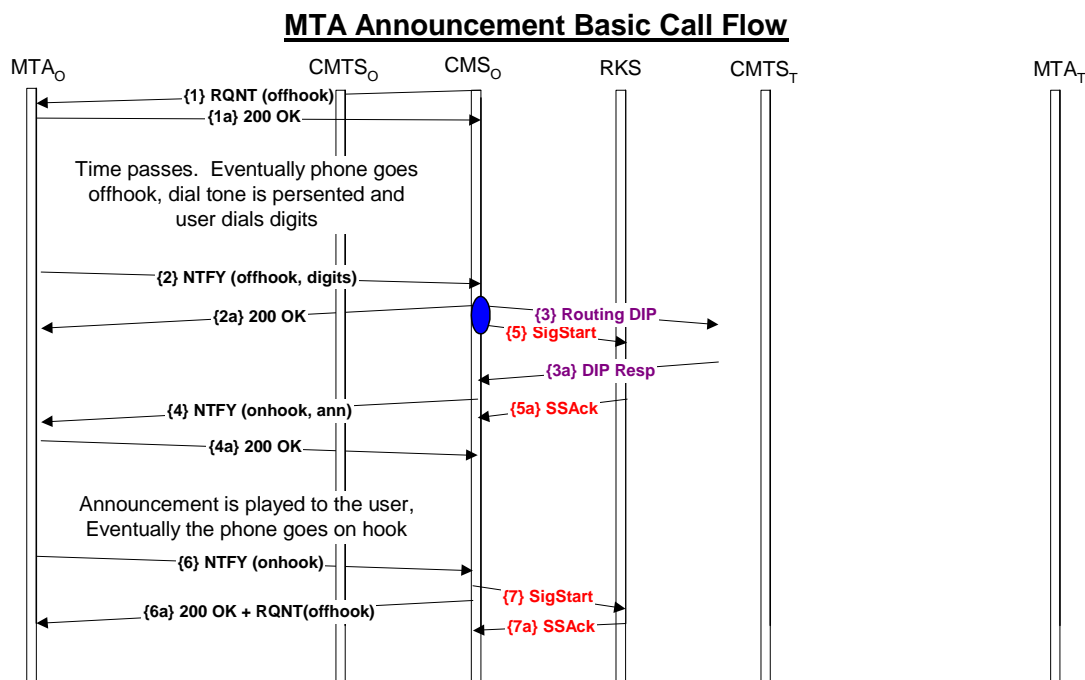 MTA Announcement Basic Call Flow
MTAO
CMTSO
CMSO
RKS
CMTST
MTAT
{1} RQNT (offhook)
{1a} 200 OK
Time passes. Eventually phone goes
offhook, dial tone is persented and
user dials digits
{2} NTFY (offhook, digits)
{2a} 200 OK
{3} Routing DIP
{5} SigStart
{3a} DIP Resp
{4} NTFY (onhook, ann)
{5a} SSAck
{4a} 200 OK
Announcement is played to the user,
Eventually the phone goes on hook
{6} NTFY (onhook)
{7} SigStart
{6a} 200 OK + RQNT(offhook)
{7a} SSAck